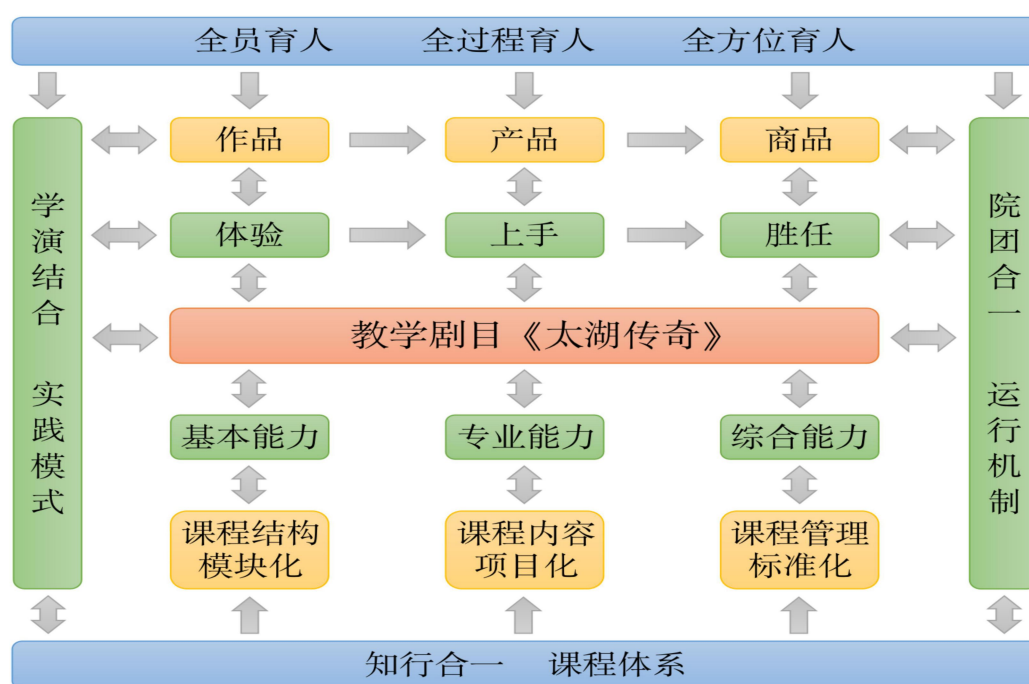 全员育人 全过程育人 全方位育人
作品 产品 商品
学演结合 实践模式
院团合一 运行机制
体验 上手 胜任
教学剧目《太湖传奇》
基本能力 专业能力 综合能力
课程结构
模块化
课程内容
项目化
课程管理
标准化
知行合一 课程体系